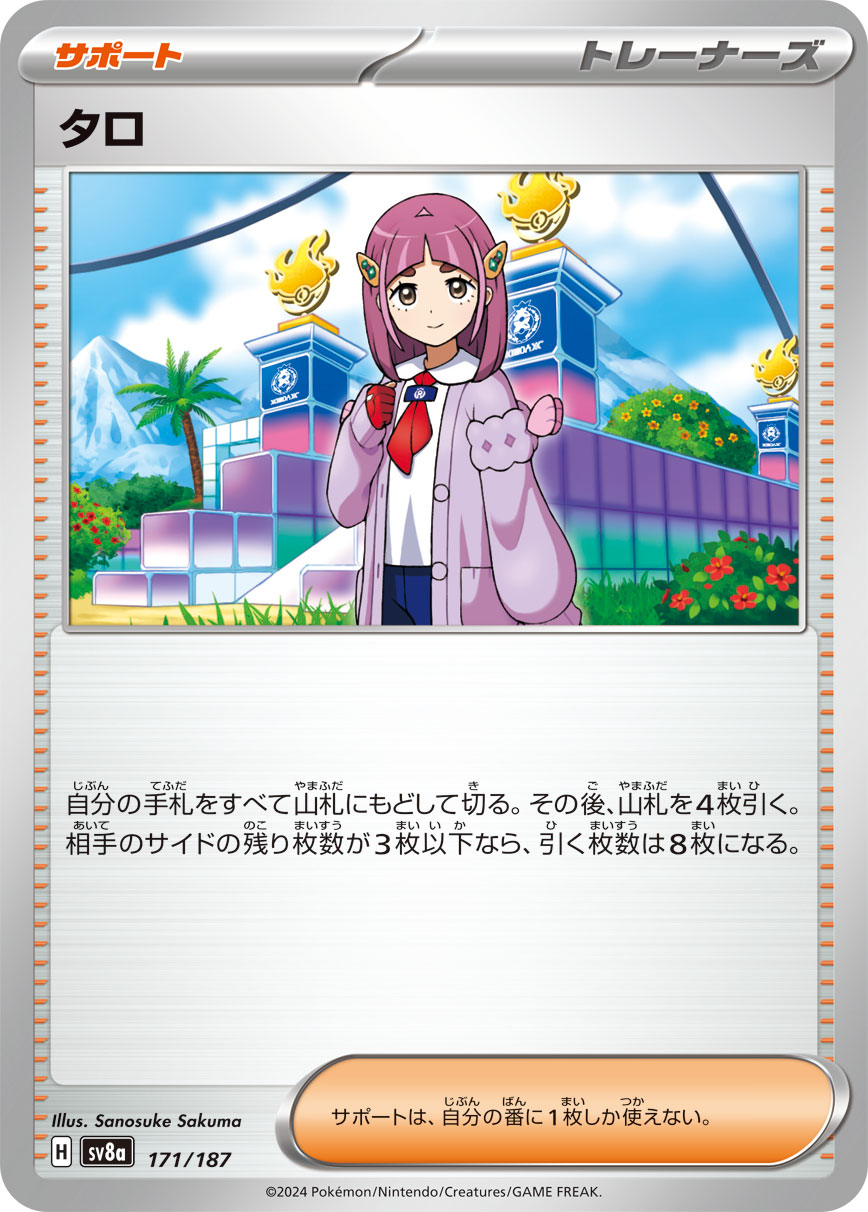 サポート
トレーナーズ
タロ
自分の手札をすべて山札にもどして切る。その後、山札を4枚引く。
相手のサイドの残り枚数が3枚以下なら、引く枚数は8枚になる。
サポートは、自分の番に1枚しか使えない。
Illus. Sanosuke Sakuma
H sv8a 171/187
©2024 Pokémon/Nintendo/Creatures/GAME FREAK.